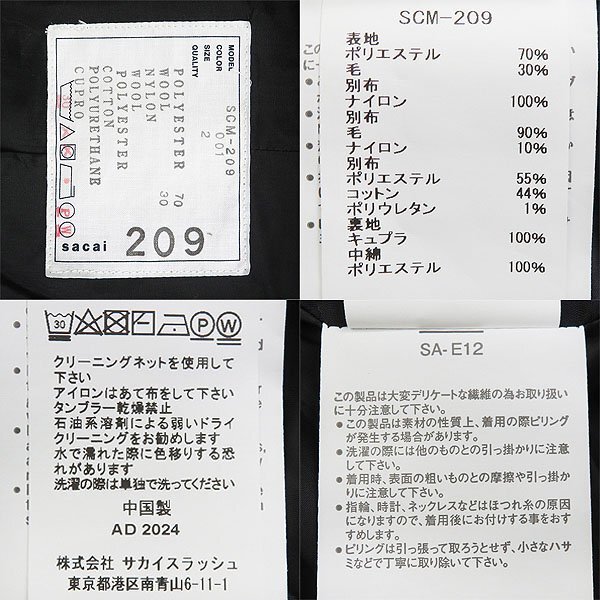 MODEL SCM-209
COLOR 001
SIZE 2
QUALITY
POLYESTER 70
WOOL 30
NYLON
WOOL
POLYESTER
COTTON
POLYURETHANE
CUPRO
30
P W
sacai 209
SCM-209
表地
ポリエステル 70%
毛 30%
別布
ナイロン 100%
別布
毛 90%
ナイロン 10%
別布
ポリエステル 55%
コットン 44%
ポリウレタン 1%
裏地
キュプラ 100%
中綿
ポリエステル 100%
30 P W
クリーニングネットを使用して
下さい
アイロンはあて布をして下さい
タンブラー乾燥禁止
石油系溶剤による弱いドライ
クリーニングをお勧めします
水で濡れた際に色移りする恐
れがあります
洗濯の際は単独で洗ってください
中国製
AD 2024
株式会社 サカイスラッシュ
東京都港区南青山6-11-1
SA-E12
この製品は大変デリケートな繊維の為お取り扱い
に十分注意して下さい。
●この製品は素材の性質上、着用の際ピリング
が発生する場合があります。
●洗濯の際には他のものとの引っ掛かりに注意
して下さい。
●着用時、表面の粗いものとの摩擦や引っ掛
かりに注意して下さい。
●指輪、時計、ネックレスなどはほつれ糸の原因
になりますので、着用後にお付けする事をおす
すめします。
●ピリングは引っ張って取ろうとせず、小さなハサ
ミなどで丁寧に取り除いて下さい。